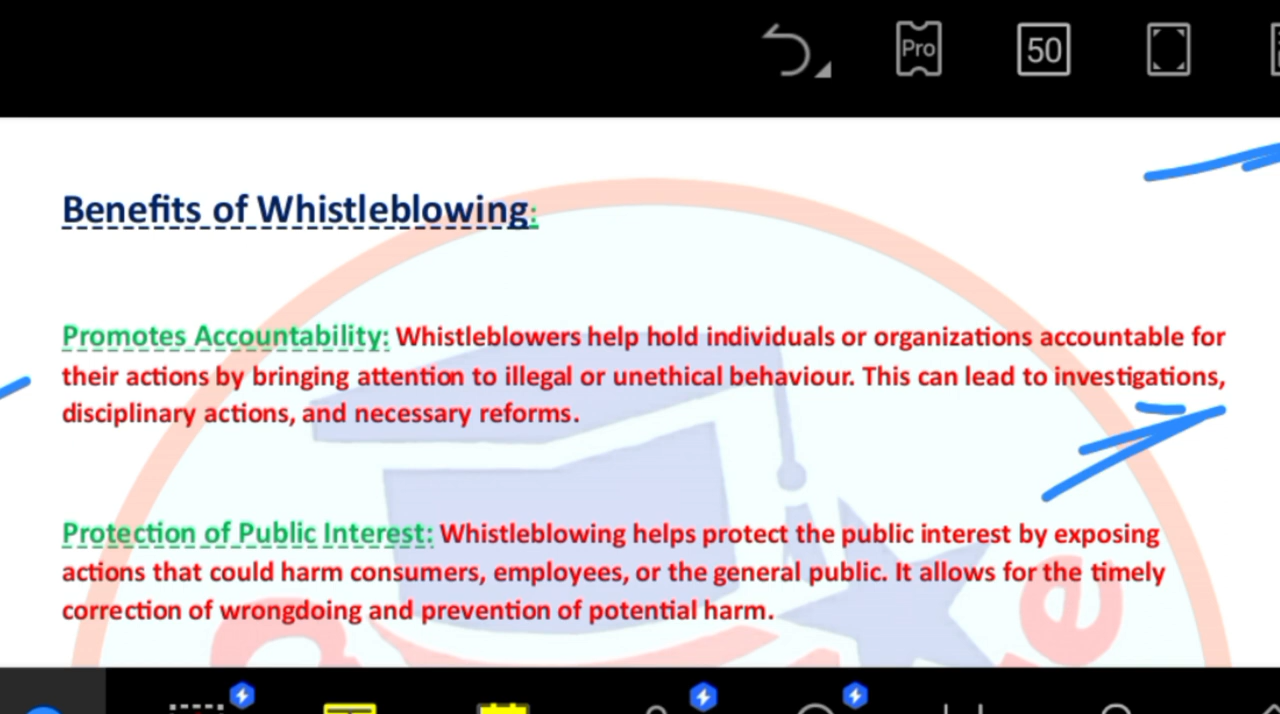 Pro
50
Benefits of Whistleblowing:
Promotes Accountability: Whistleblowers help hold individuals or organizations accountable for
their actions by bringing attention to illegal or unethical behaviour. This can lead to investigations,
disciplinary actions, and necessary reforms.
Protection of Public Interest: Whistleblowing helps protect the public interest by exposing
actions that could harm consumers, employees, or the general public. It allows for the timely
correction of wrongdoing and prevention of potential harm.